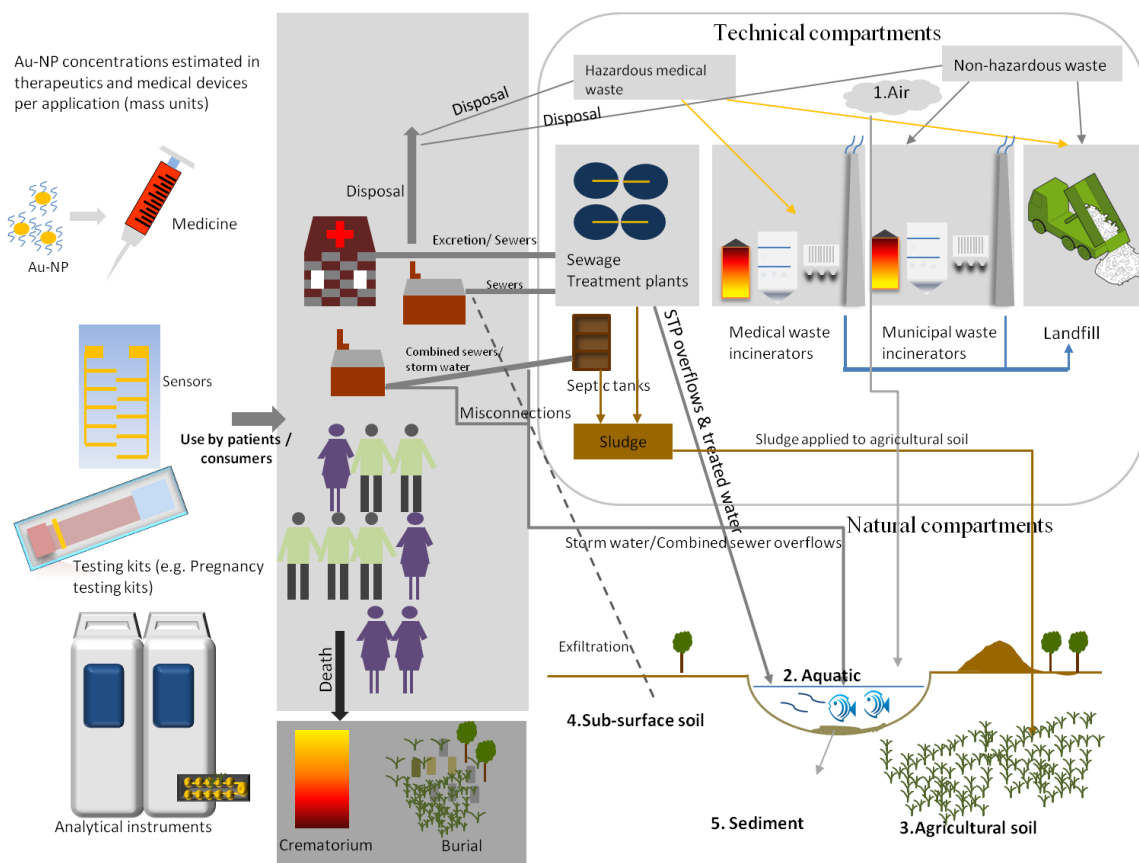 Au-NP concentrations estimated in
therapeutics and medical devices
per application (mass units)
Medicine
Au-NP
Sensors
Use by patients /
consumers
Testing kits (e.g. Pregnancy
testing kits)
Analytical instruments
Disposal
Excretion/ Sewers
Sewers
Combined sewers/
storm water
Misconnections
Death
Crematorium
Burial
Technical compartments
Hazardous medical
waste
Non-hazardous waste
1.Air
Disposal
Disposal
Sewage
Treatment plants
Medical waste
incinerators
Municipal waste
incinerators
Landfill
Septic tanks
Sludge
Sludge applied to agricultural soil
STP overflows & treated water
Natural compartments
Storm water/Combined sewer overflows
Exfiltration
2. Aquatic
4.Sub-surface soil
5. Sediment
3.Agricultural soil